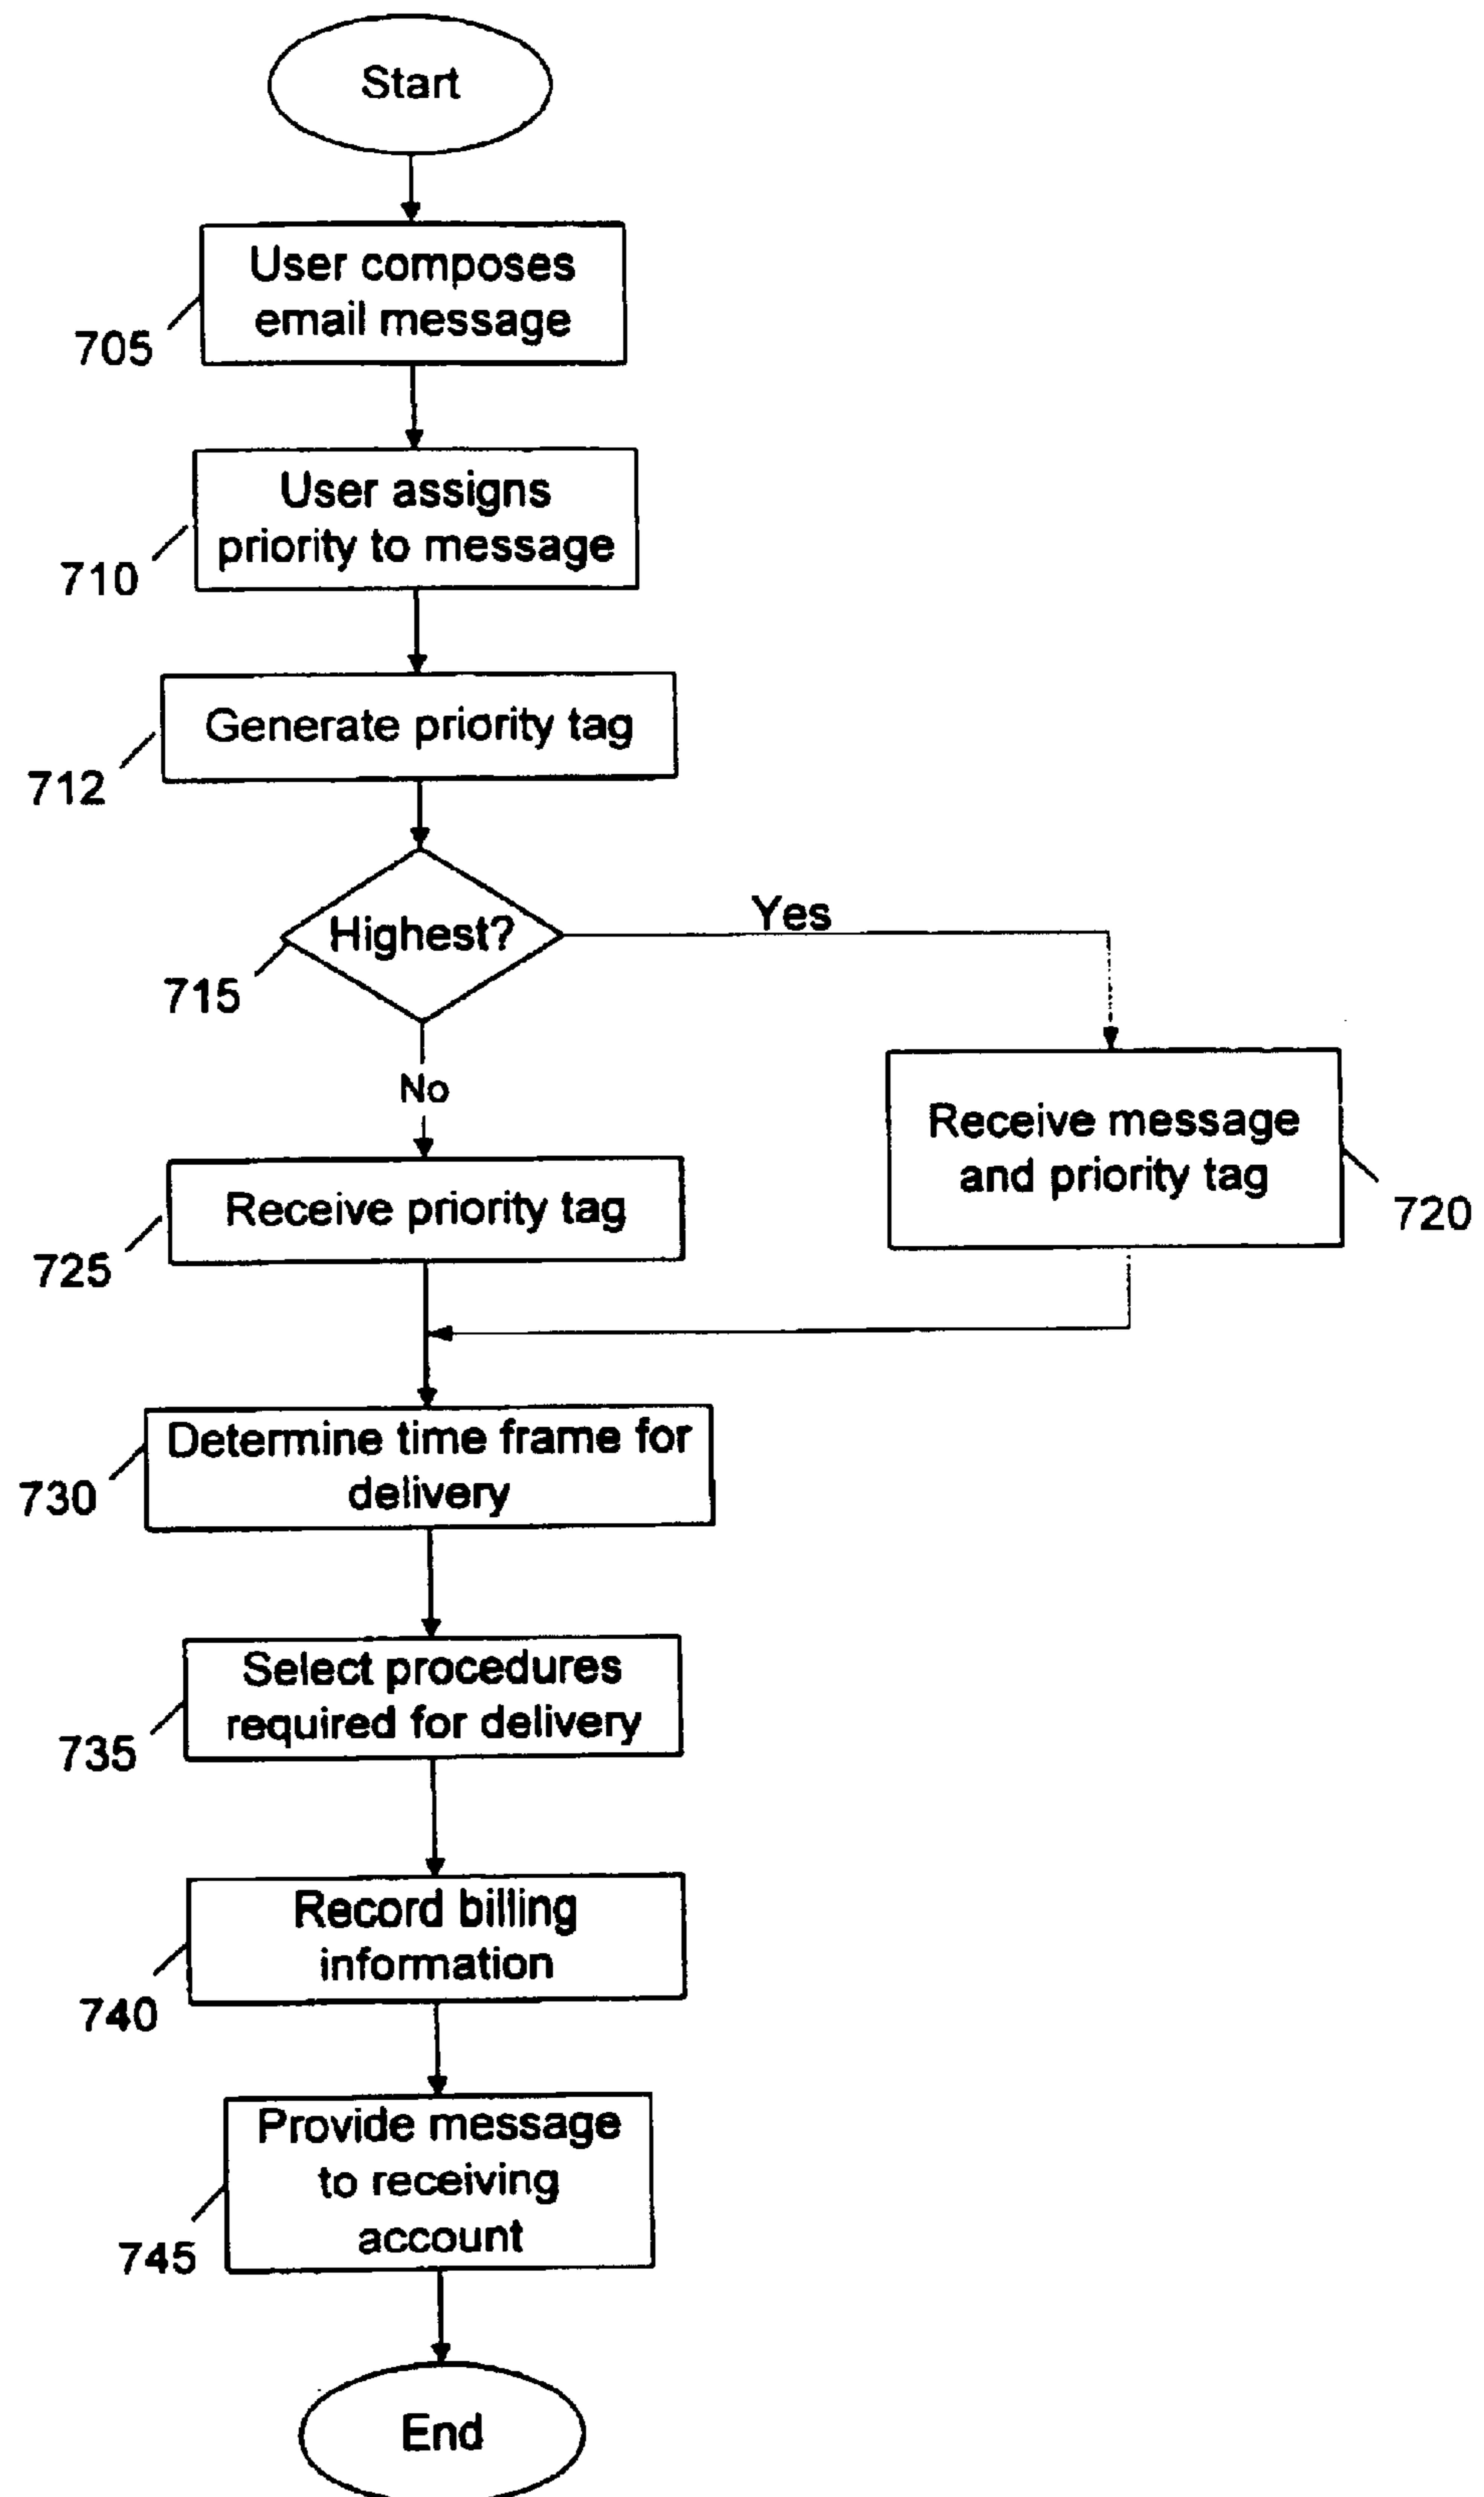 Start
User composes
email message
705
User assigns
priority to message
710
Generate priority tag
712
Highest?
715
Yes
No
Receive message
and priority tag
720
Receive priority tag
725
Determine time frame for
delivery
730
Select procedures
required for delivery
735
Record billing
information
740
Provide message
to receiving
account
745
End